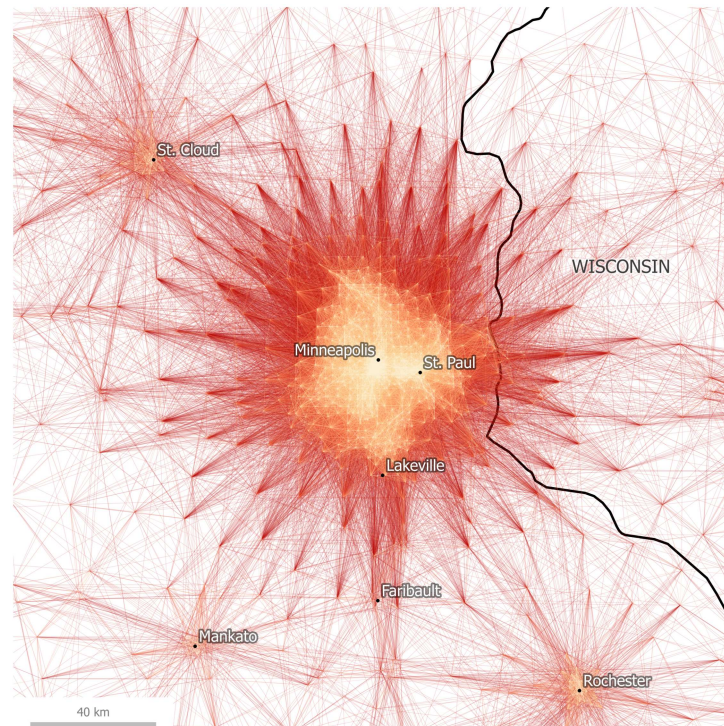 St. Cloud
WISCONSIN
Minneapolis
St. Paul
Lakeville
Faribault
Mankato
Rochester
40 km